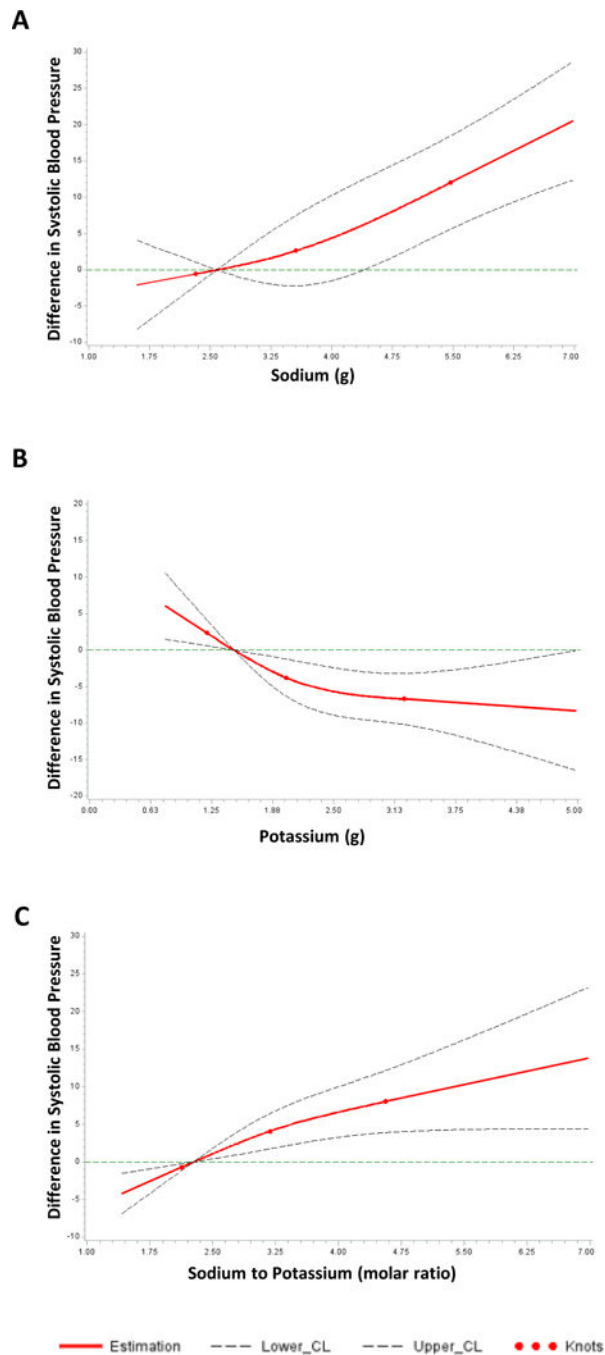 A
Difference in Systolic Blood Pressure
30
25
20
15
10
5
0
-5
-10
1.00 1.75 2.50 3.25 4.00 4.75 5.50 6.25 7.00
Sodium (g)
B
Difference in Systolic Blood Pressure
20
15
10
5
0
-5
-10
-15
-20
0.00 0.63 1.25 1.88 2.50 3.13 3.75 4.38 5.00
Potassium (g)
C
Difference in Systolic Blood Pressure
30
25
20
15
10
5
0
-5
-10
1.00 1.75 2.50 3.25 4.00 4.75 5.50 6.25 7.00
Sodium to Potassium (molar ratio)
Estimation Lower_CL Upper_CL Knots